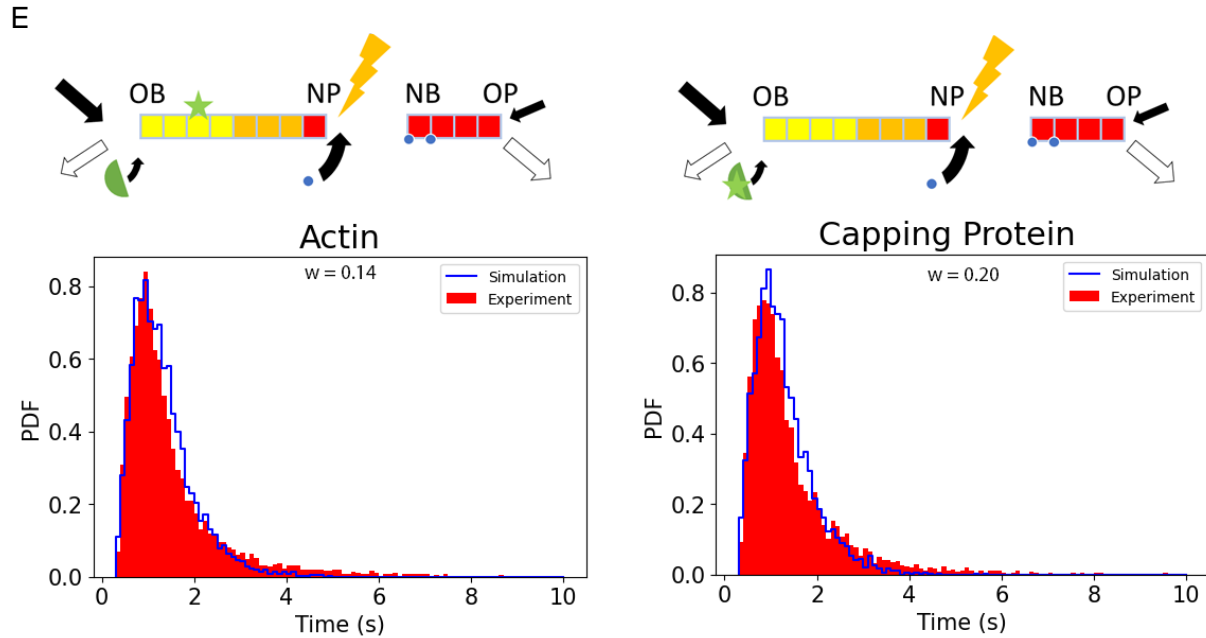 E
OB NP NB OP
OB NP NB OP
Actin
w = 0.14
Simulation
Experiment
PDF
0.8
0.6
0.4
0.2
0.0
0 2 4 6 8 10
Time (s)
Capping Protein
w = 0.20
Simulation
Experiment
PDF
0.8
0.6
0.4
0.2
0.0
0 2 4 6 8 10
Time (s)